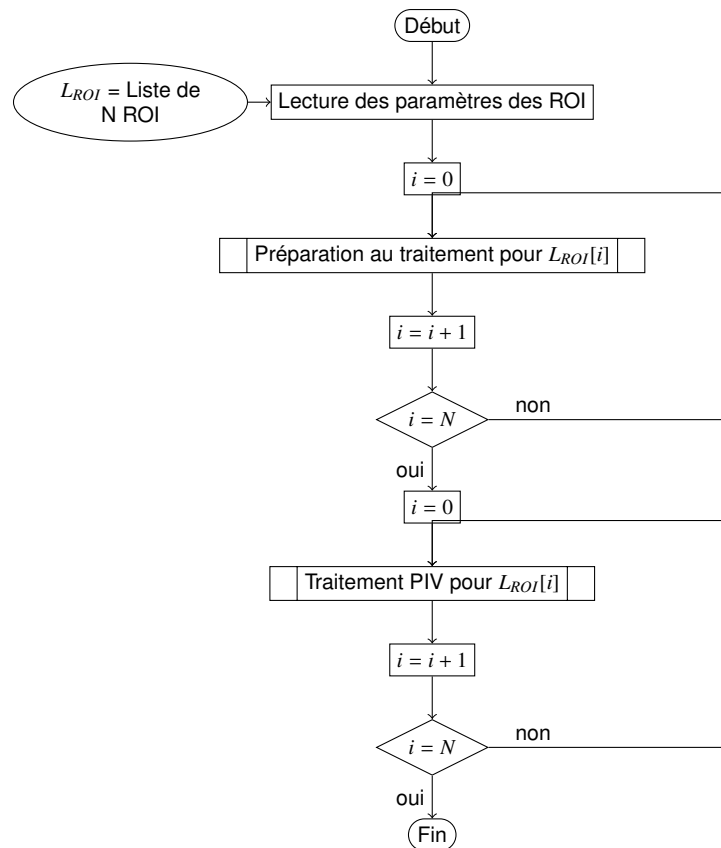 Début
L_ROI = Liste de
N ROI
Lecture des paramètres des ROI
i = 0
Préparation au traitement pour L_ROI[i]
i = i + 1
i = N
non
oui
i = 0
Traitement PIV pour L_ROI[i]
i = i + 1
i = N
non
oui
Fin